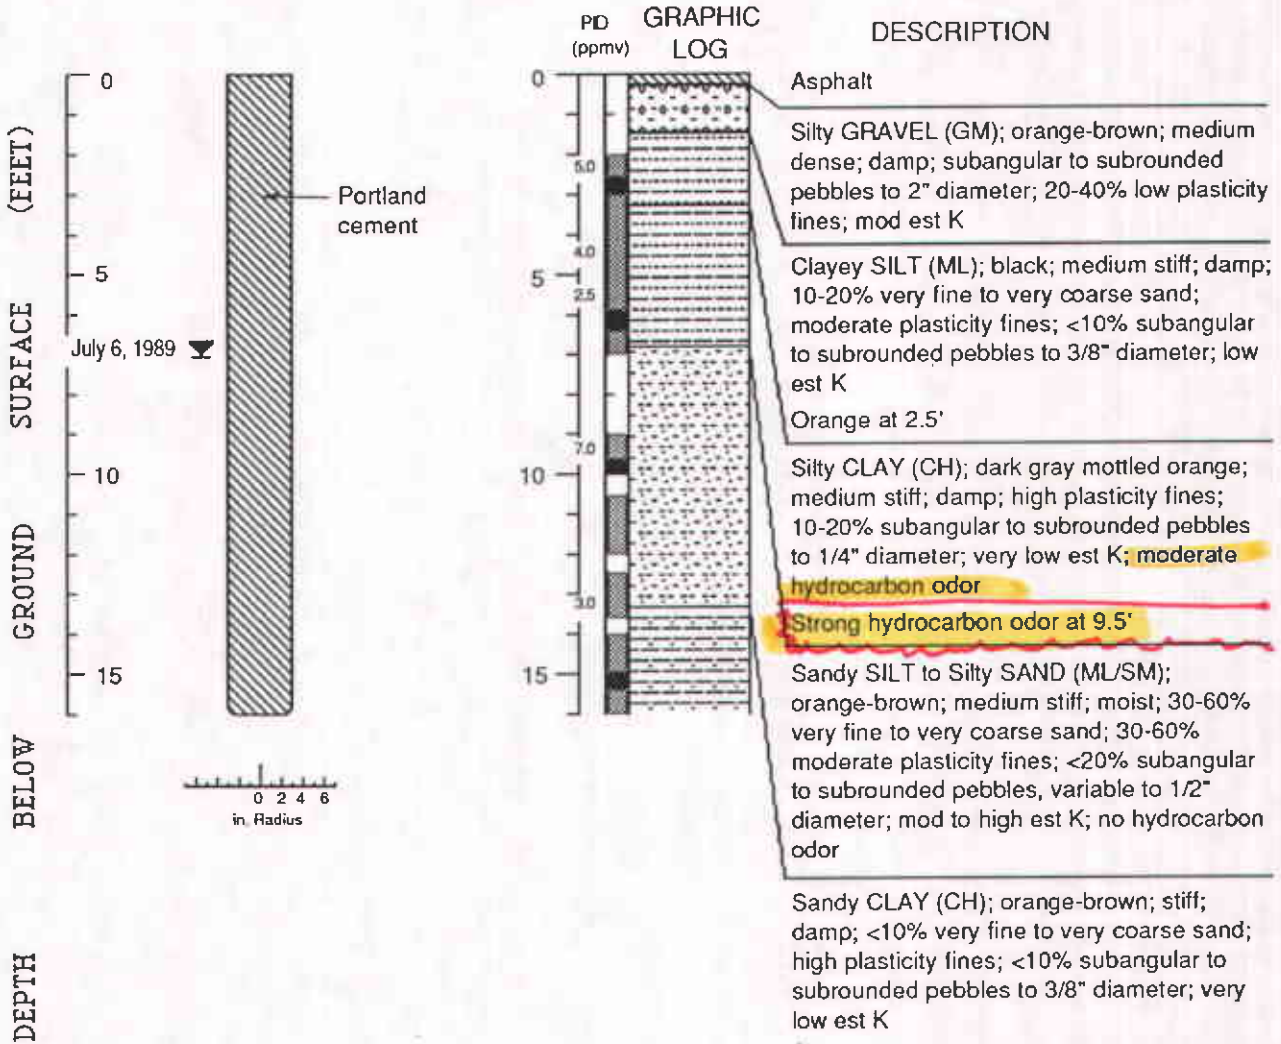 PID
(ppmv)
GRAPHIC
LOG
DESCRIPTION
DEPTH BELOW GROUND SURFACE (FEET)
0
5
10
15
Portland
cement
July 6, 1989
0 2 4 6
in. Radius
0
5
10
15
5.0
4.0
2.5
7.0
3.0
Asphalt
Silty GRAVEL (GM); orange-brown; medium
dense; damp; subangular to subrounded
pebbles to 2" diameter; 20-40% low plasticity
fines; mod est K
Clayey SILT (ML); black; medium stiff; damp;
10-20% very fine to very coarse sand;
moderate plasticity fines; <10% subangular
to subrounded pebbles to 3/8" diameter; low
est K
Orange at 2.5'
Silty CLAY (CH); dark gray mottled orange;
medium stiff; damp; high plasticity fines;
10-20% subangular to subrounded pebbles
to 1/4" diameter; very low est K; moderate
hydrocarbon odor
Strong hydrocarbon odor at 9.5'
Sandy SILT to Silty SAND (ML/SM);
orange-brown; medium stiff; moist; 30-60%
very fine to very coarse sand; 30-60%
moderate plasticity fines; <20% subangular
to subrounded pebbles, variable to 1/2"
diameter; mod to high est K; no hydrocarbon
odor
Sandy CLAY (CH); orange-brown; stiff;
damp; <10% very fine to very coarse sand;
high plasticity fines; <10% subangular to
subrounded pebbles to 3/8" diameter; very
low est K